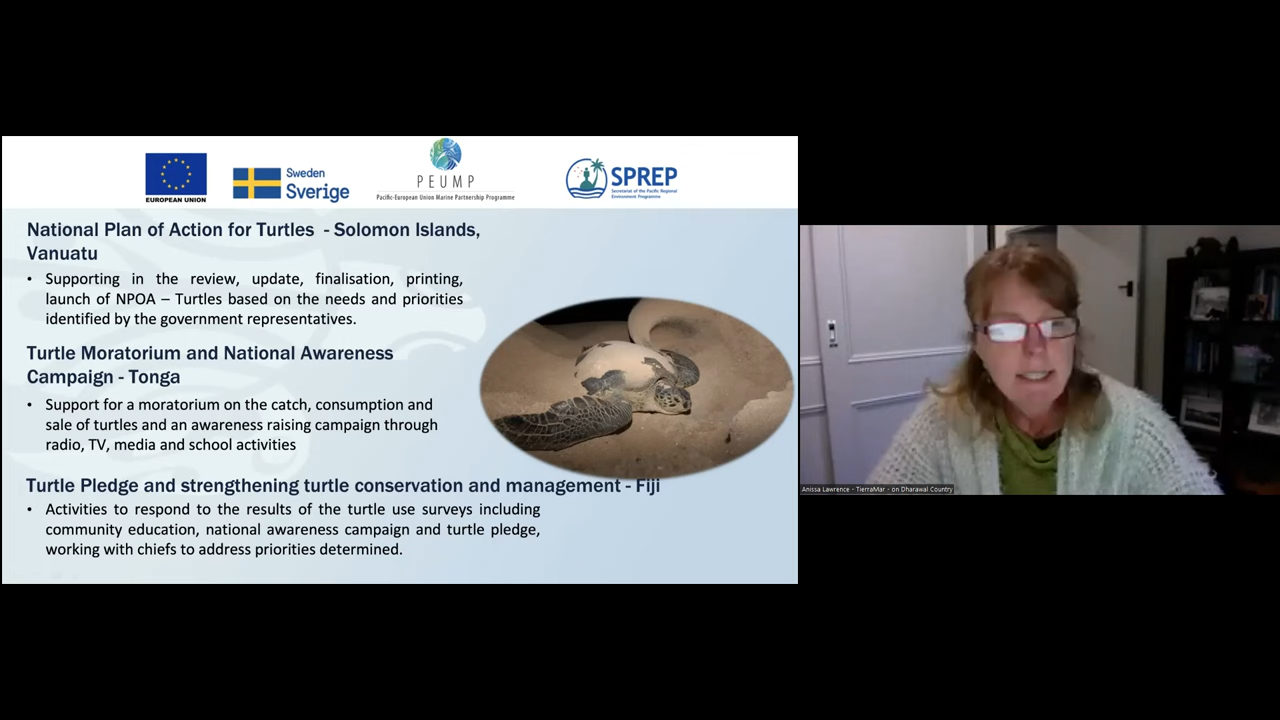 EUROPEAN UNION
Sweden
Sverige
PEUMP
Pacific-European Union Marine Partnership Programme
SPREP
Secretariat of the Pacific Regional
Environment Programme
National Plan of Action for Turtles - Solomon Islands,
Vanuatu
• Supporting in the review, update, finalisation, printing,
launch of NPOA – Turtles based on the needs and priorities
identified by the government representatives.
Turtle Moratorium and National Awareness
Campaign - Tonga
• Support for a moratorium on the catch, consumption and
sale of turtles and an awareness raising campaign through
radio, TV, media and school activities
Turtle Pledge and strengthening turtle conservation and management - Fiji
• Activities to respond to the results of the turtle use surveys including
community education, national awareness campaign and turtle pledge,
working with chiefs to address priorities determined.
Anissa Lawrence - TierraMar - on Dharawal Country